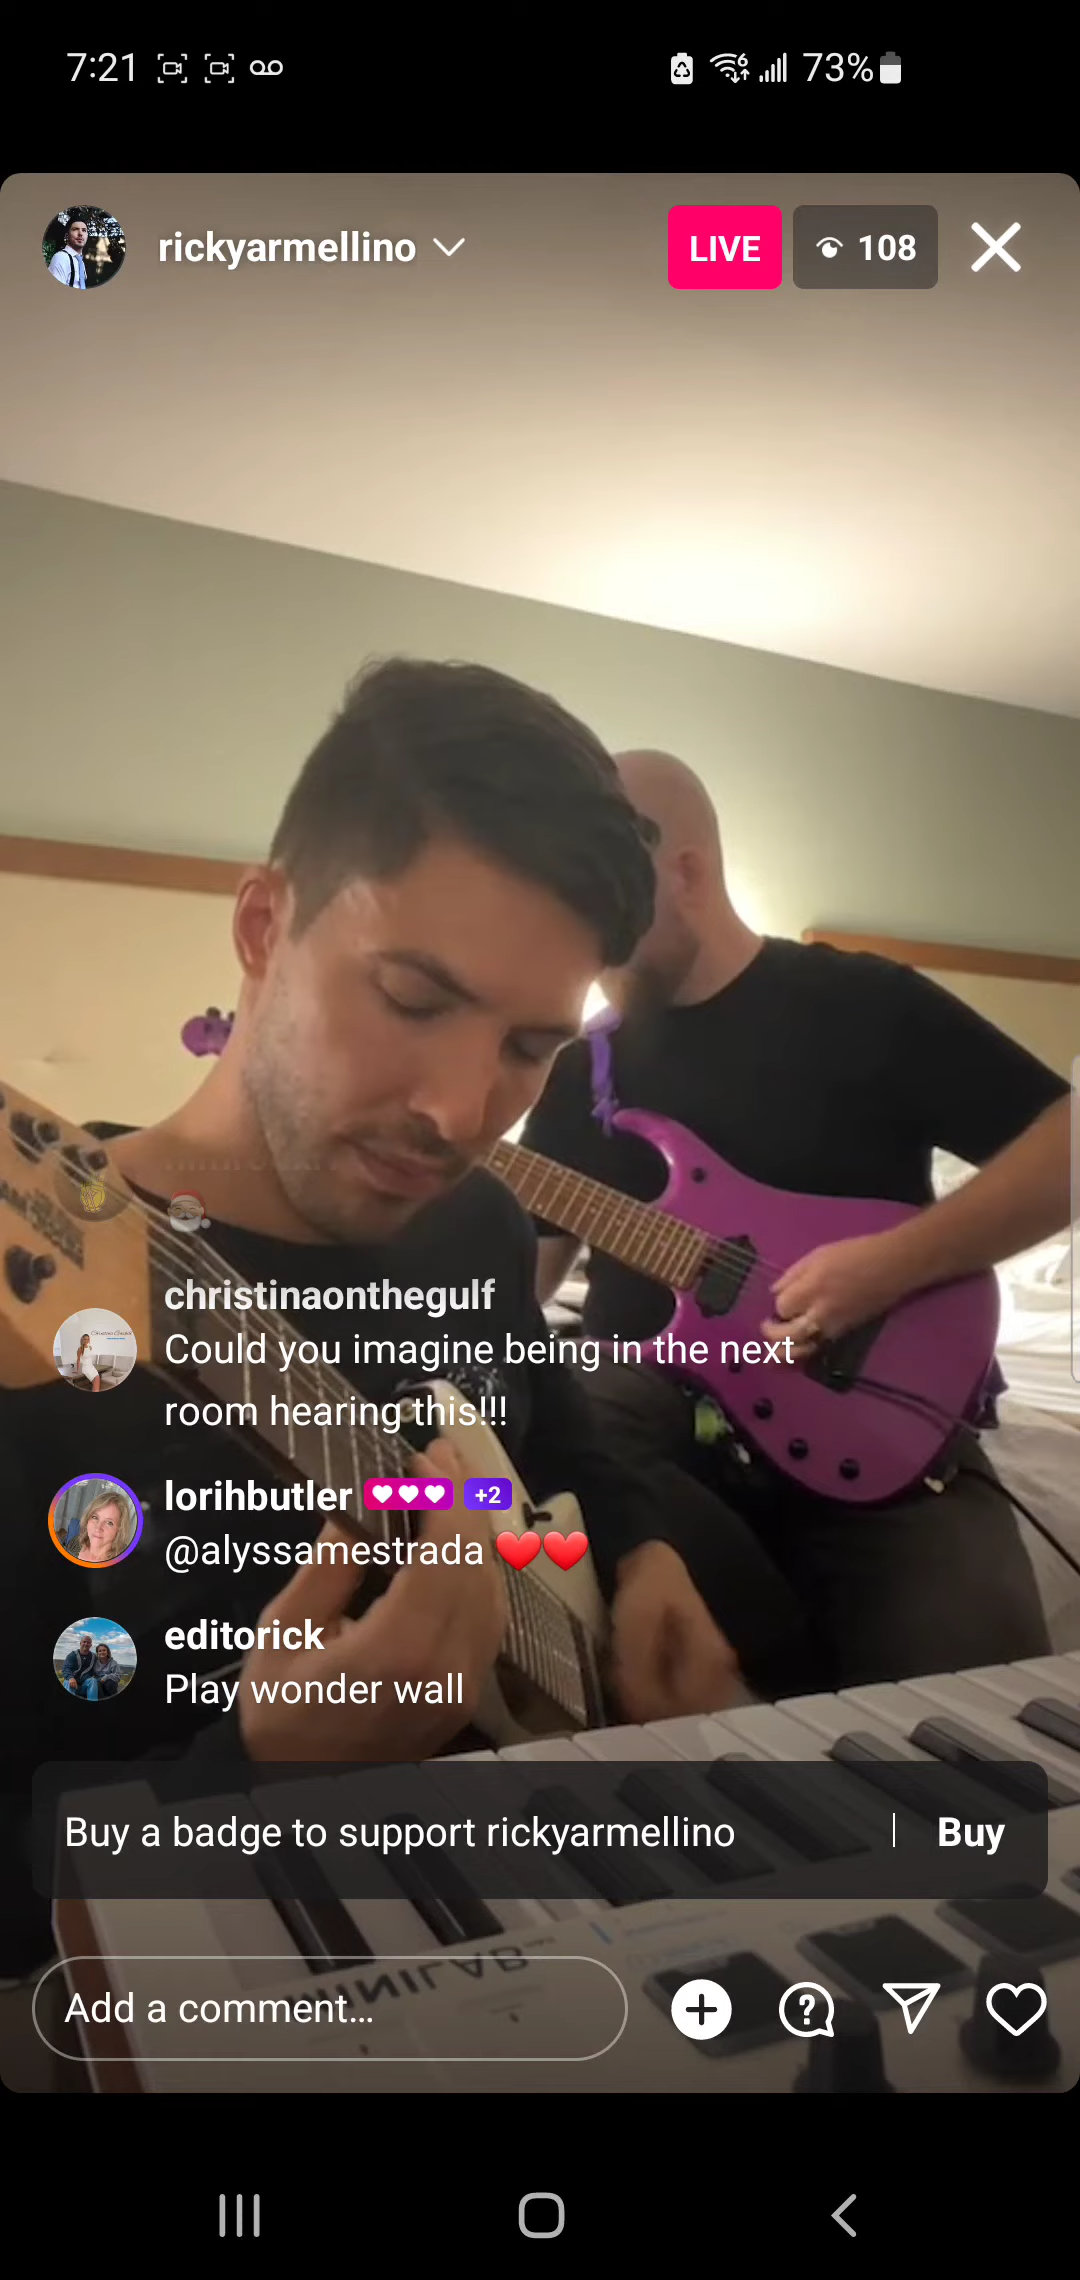 7:21
73%
rickyarmellino
LIVE
108
christinaonthegulf
Could you imagine being in the next
room hearing this!!!
lorihbutler
+2
@alyssamestrada ❤️❤️
editorick
Play wonder wall
Buy a badge to support rickyarmellino
Buy
MINILAB
Add a comment...